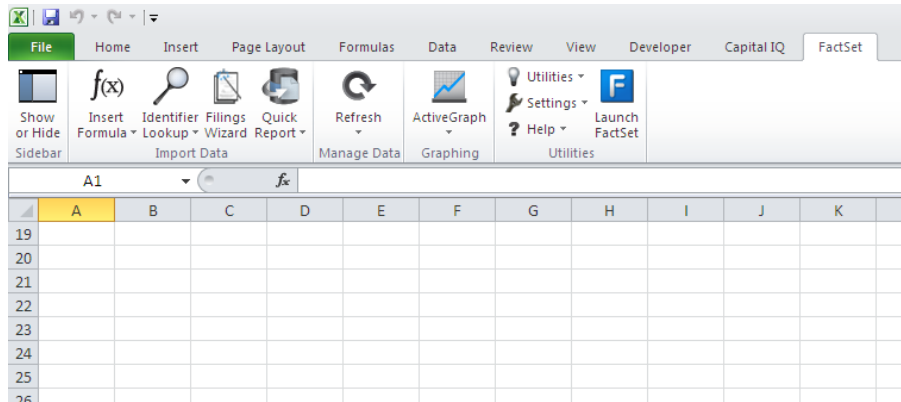 File Home Insert Page Layout Formulas Data Review View Developer Capital IQ FactSet
Show or Hide
Sidebar
f(x)
Insert Formula
Identifier Lookup
Filings Wizard
Quick Report
Import Data
Refresh
Manage Data
ActiveGraph
Graphing
Utilities
Settings
? Help
F
Launch FactSet
Utilities
A1 fx
A B C D E F G H I J K
19
20
21
22
23
24
25
26